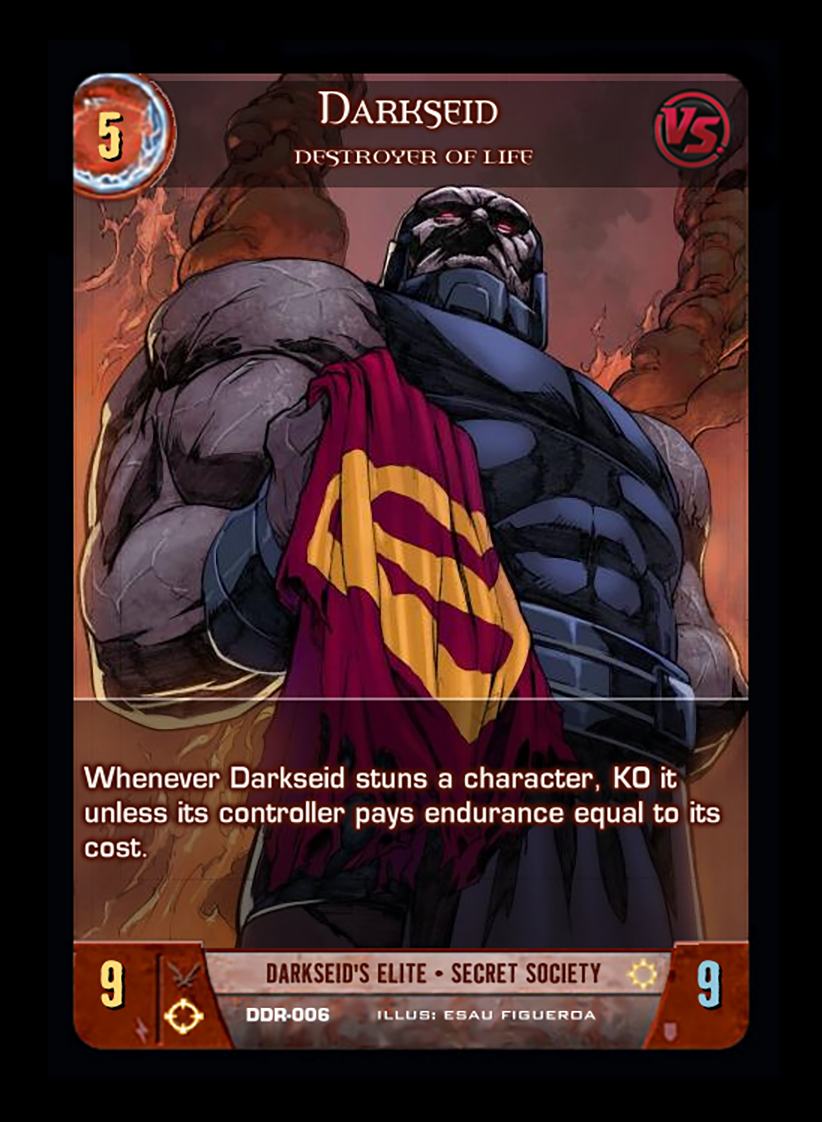 5
DARKSEID
VS.
DESTROYER OF LIFE
Whenever Darkseid stuns a character, KO it
unless its controller pays endurance equal to its
cost.
9
DARKSEID'S ELITE • SECRET SOCIETY
9
DDR-006 ILLUS: ESAU FIGUEROA